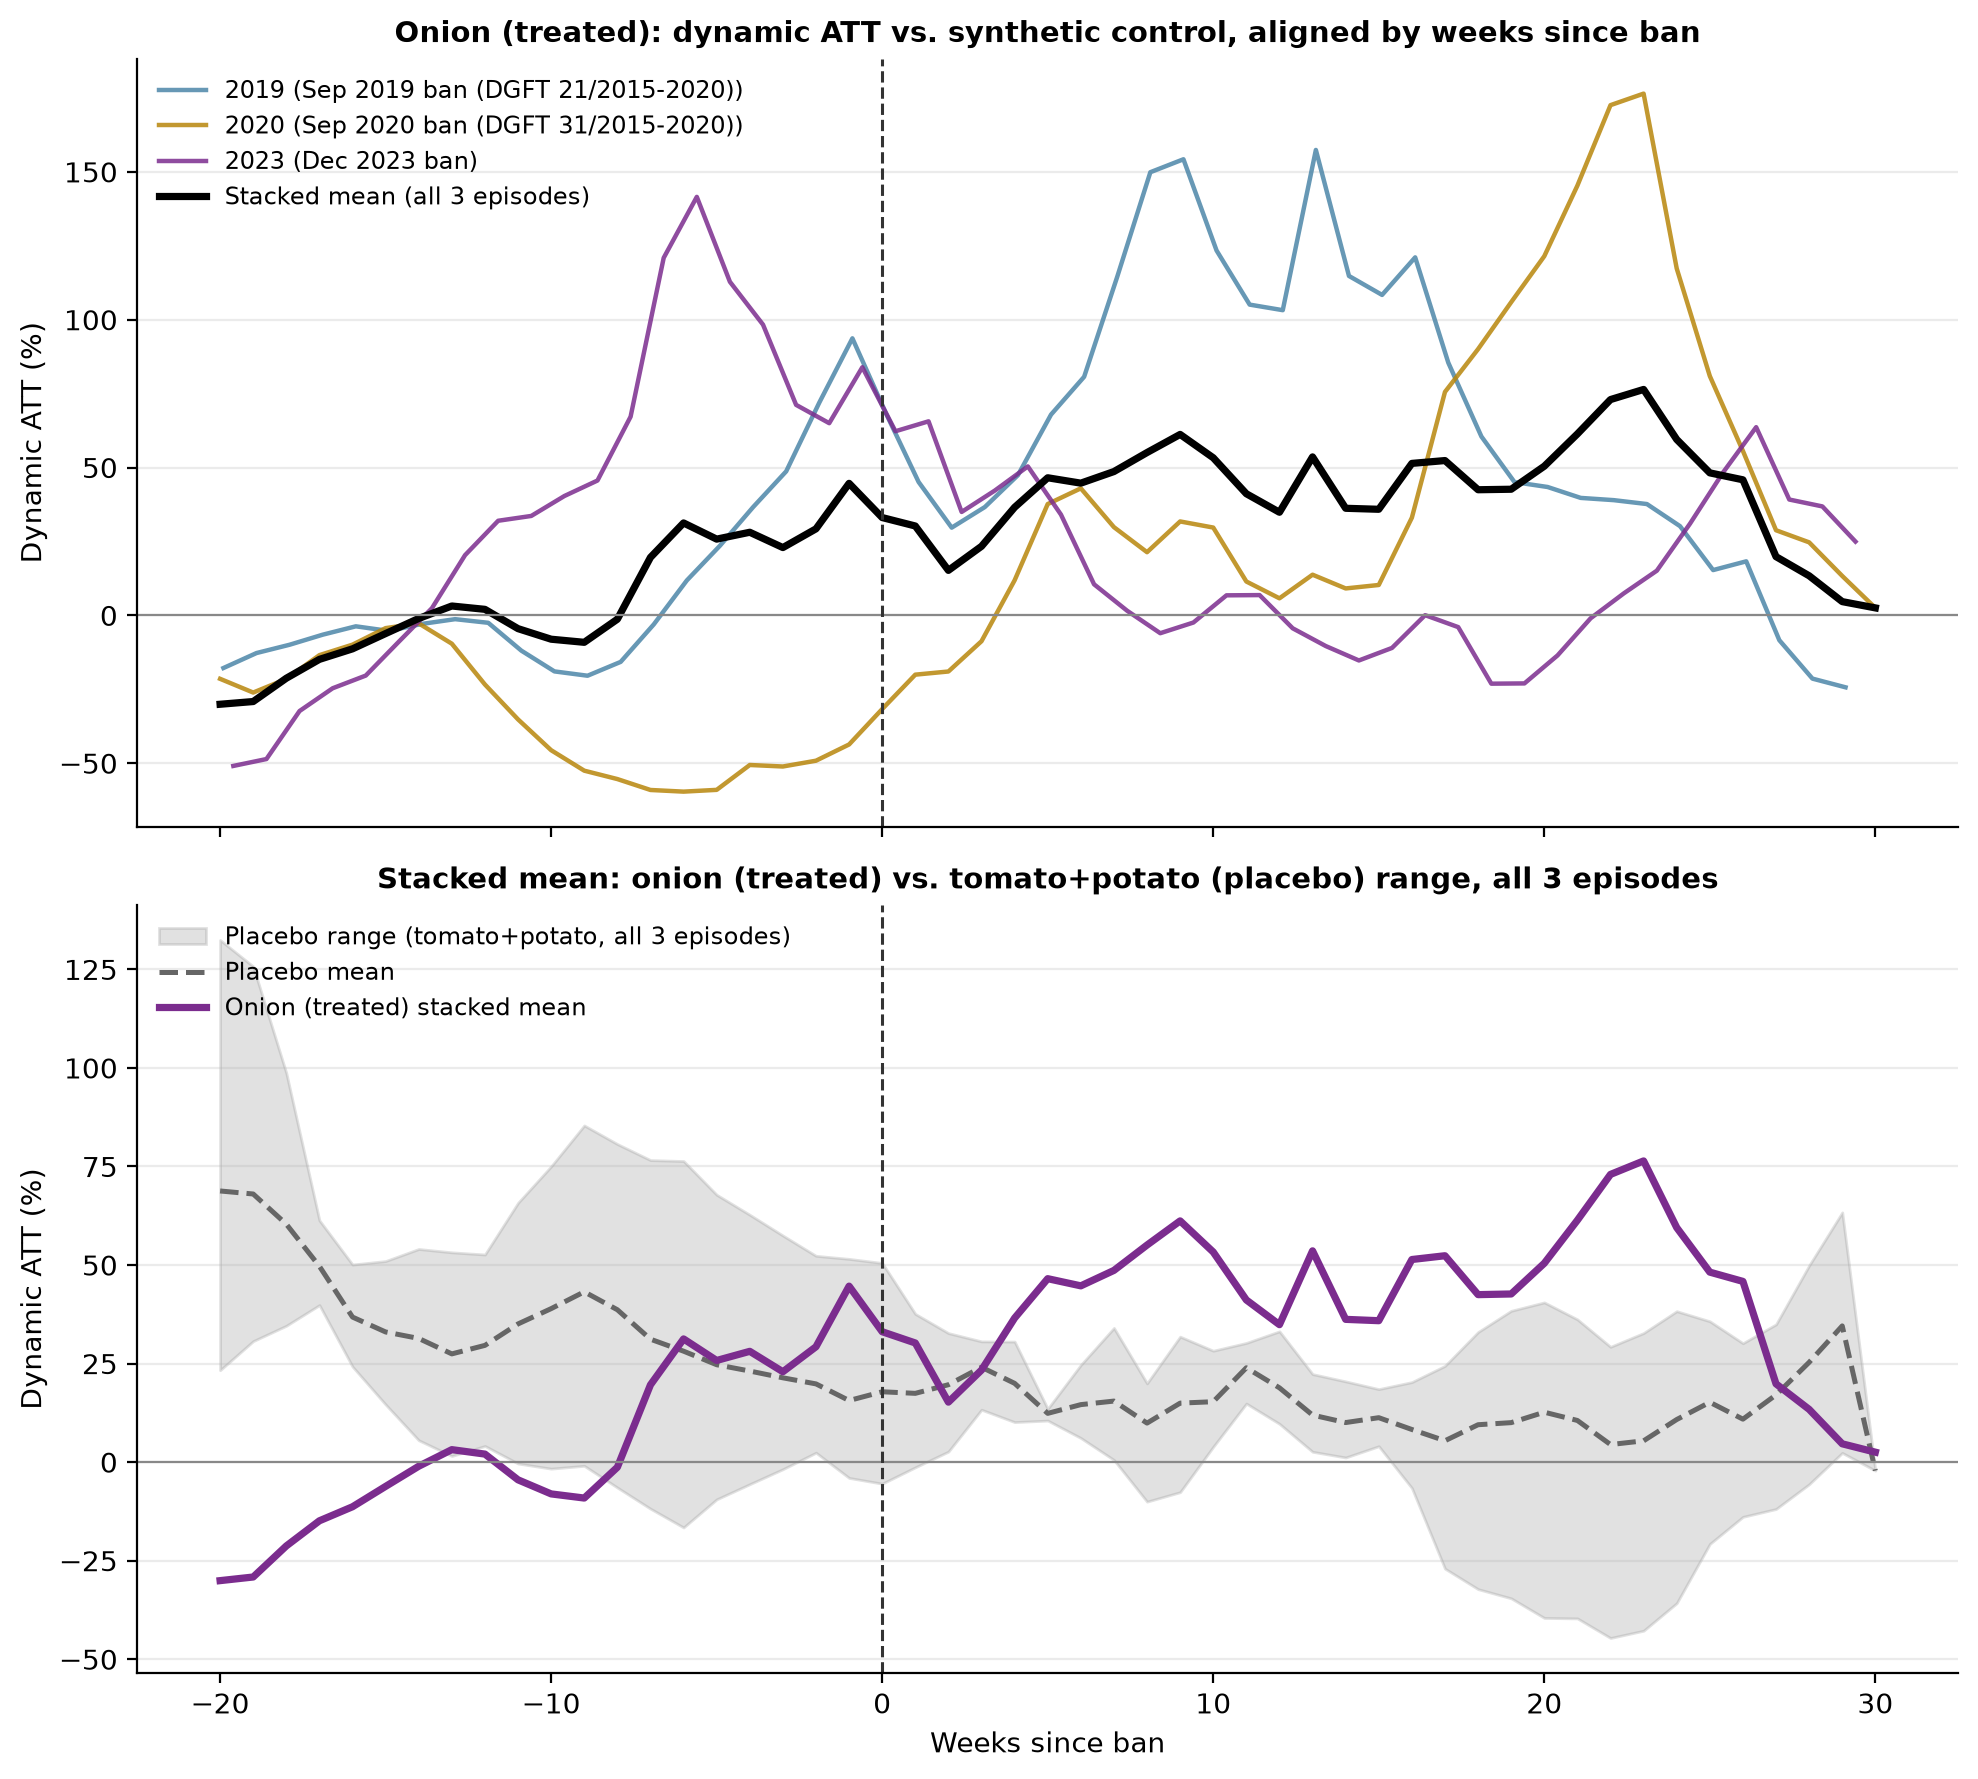 Onion (treated): dynamic ATT vs. synthetic control, aligned by weeks since ban
2019 (Sep 2019 ban (DGFT 21/2015-2020))
2020 (Sep 2020 ban (DGFT 31/2015-2020))
2023 (Dec 2023 ban)
Stacked mean (all 3 episodes)
Dynamic ATT (%)
150
100
50
0
−50
Stacked mean: onion (treated) vs. tomato+potato (placebo) range, all 3 episodes
Placebo range (tomato+potato, all 3 episodes)
Placebo mean
Onion (treated) stacked mean
Dynamic ATT (%)
125
100
75
50
25
0
−25
−50
−20 −10 0 10 20 30
Weeks since ban